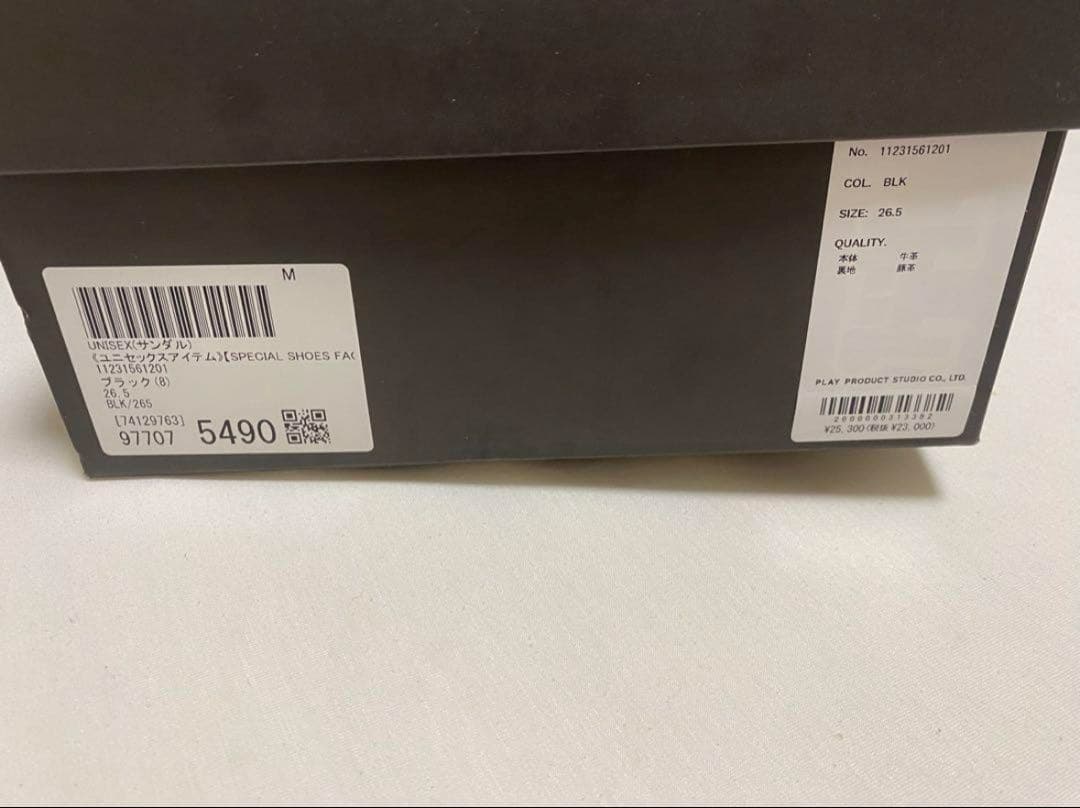 M
UNISEX(サンダル)
《ユニセックスアイテム》【SPECIAL SHOES FAC
11231561201
ブラック(8)
26.5
BLK/265
[74129763]
97707 5490
No. 11231561201
COL. BLK
SIZE: 26.5
QUALITY.
本体 牛革
裏地 豚革
PLAY PRODUCT STUDIO CO., LTD.
2000000313382
¥25,300(税抜 ¥23,000)